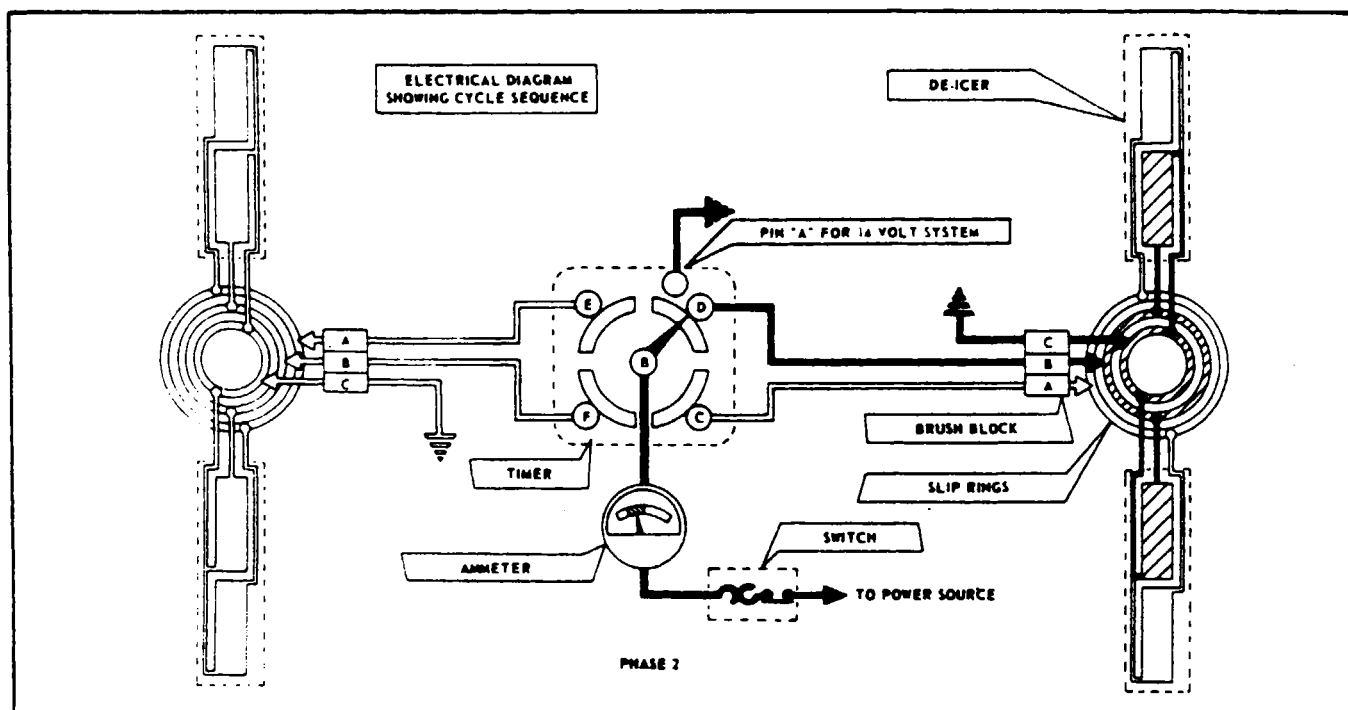 ELECTRICAL DIAGRAM
SHOWING CYCLE SEQUENCE
DE-ICER
PIN "A" FOR 14 VOLT SYSTEM
E
D
A
B
C
B
C
B
A
F
C
BRUSH BLOCK
TIMER
SLIP RINGS
SWITCH
AMMETER
TO POWER SOURCE
PHASE 2